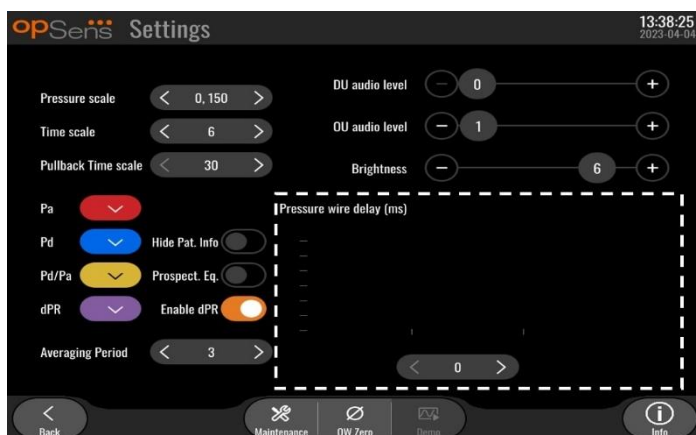 opSens Settings
13:38:25
2023-04-04
Pressure scale 0, 150
Time scale 6
Pullback Time scale 30
DU audio level 0
OU audio level 1
Brightness 6
Pa
Pd Hide Pat. Info
Pd/Pa Prospect. Eq.
dPR Enable dPR
Averaging Period 3
Pressure wire delay (ms)
0
Back
Maintenance
OW Zero
Demo
Info